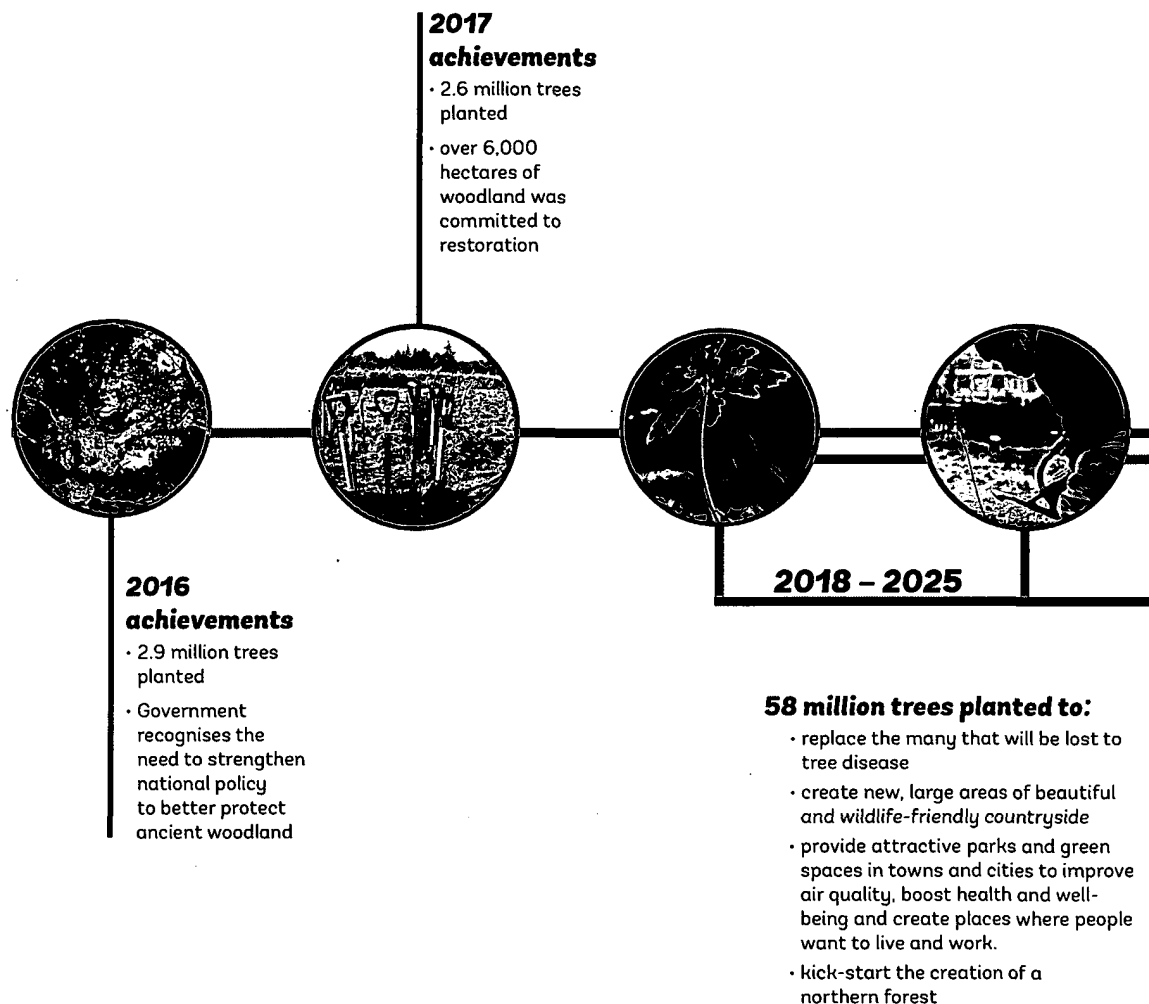 2017
achievements
· 2.6 million trees
planted
· over 6,000
hectares of
woodland was
committed to
restoration
2016
achievements
· 2.9 million trees
planted
· Government
recognises the
need to strengthen
national policy
to better protect
ancient woodland
2018 – 2025
58 million trees planted to:
· replace the many that will be lost to
tree disease
· create new, large areas of beautiful
and wildlife-friendly countryside
· provide attractive parks and green
spaces in towns and cities to improve
air quality, boost health and well-
being and create places where people
want to live and work.
· kick-start the creation of a
northern forest